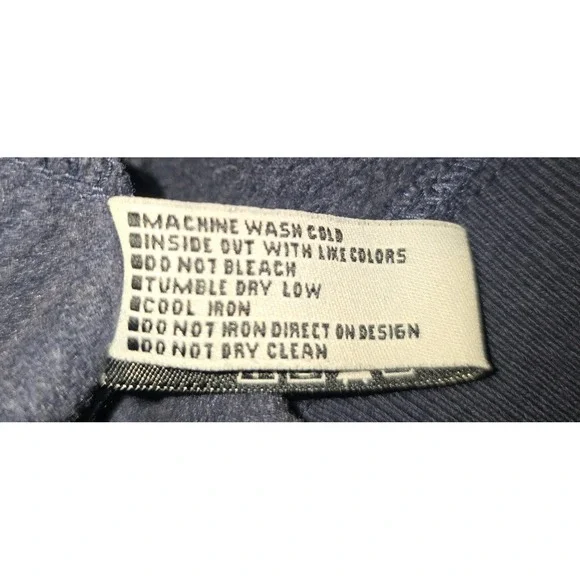 ■MACHINE WASH COLD
■INSIDE OUT WITH LIKE COLORS
■DO NOT BLEACH
■TUMBLE DRY LOW
■COOL IRON
■DO NOT IRON DIRECT ON DESIGN
■DO NOT DRY CLEAN